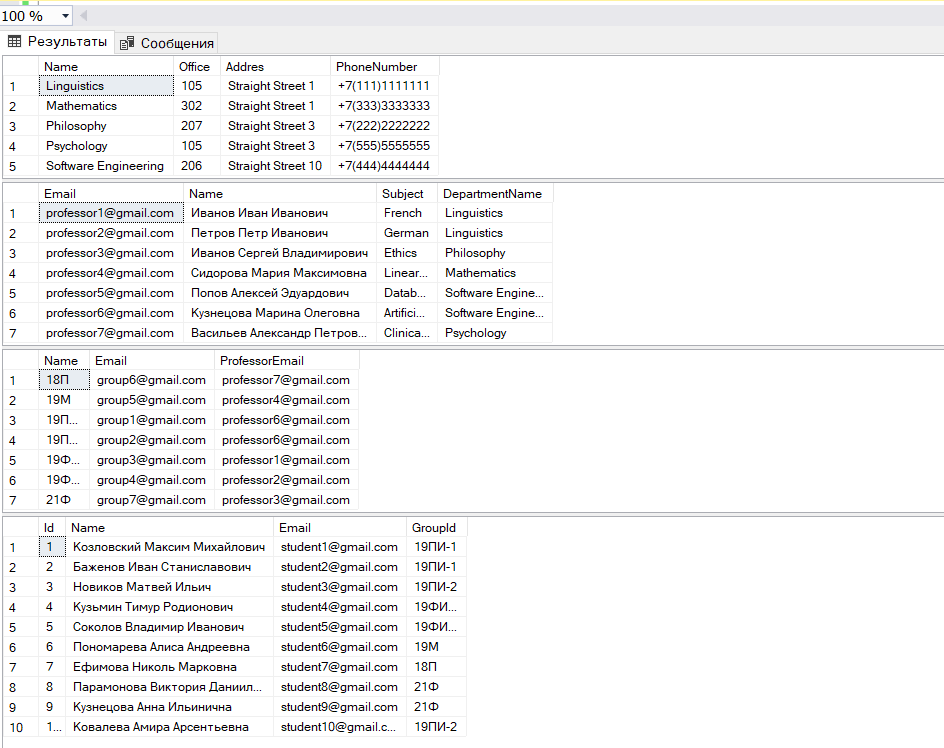 100 %
Результаты Сообщения
Name Office Addres PhoneNumber
1 Linguistics 105 Straight Street 1 +7(111)1111111
2 Mathematics 302 Straight Street 1 +7(333)3333333
3 Philosophy 207 Straight Street 3 +7(222)2222222
4 Psychology 105 Straight Street 3 +7(555)5555555
5 Software Engineering 206 Straight Street 10 +7(444)4444444
Email Name Subject DepartmentName
1 professor1@gmail.com Иванов Иван Иванович French Linguistics
2 professor2@gmail.com Петров Петр Иванович German Linguistics
3 professor3@gmail.com Иванов Сергей Владимирович Ethics Philosophy
4 professor4@gmail.com Сидорова Мария Максимовна Linear... Mathematics
5 professor5@gmail.com Попов Алексей Эдуардович Datab... Software Engine...
6 professor6@gmail.com Кузнецова Марина Олеговна Artifici... Software Engine...
7 professor7@gmail.com Васильев Александр Петров... Clinica... Psychology
Name Email ProfessorEmail
1 18П group6@gmail.com professor7@gmail.com
2 19М group5@gmail.com professor4@gmail.com
3 19П... group1@gmail.com professor6@gmail.com
4 19П... group2@gmail.com professor6@gmail.com
5 19Ф... group3@gmail.com professor1@gmail.com
6 19Ф... group4@gmail.com professor2@gmail.com
7 21Ф group7@gmail.com professor3@gmail.com
Id Name Email GroupId
1 1 Козловский Максим Михайлович student1@gmail.com 19ПИ-1
2 2 Баженов Иван Станиславович student2@gmail.com 19ПИ-1
3 3 Новиков Матвей Ильич student3@gmail.com 19ПИ-2
4 4 Кузьмин Тимур Родионович student4@gmail.com 19ФИ...
5 5 Соколов Владимир Иванович student5@gmail.com 19ФИ...
6 6 Пономарева Алиса Андреевна student6@gmail.com 19М
7 7 Ефимова Николь Марковна student7@gmail.com 18П
8 8 Парамонова Виктория Даниил... student8@gmail.com 21Ф
9 9 Кузнецова Анна Ильинична student9@gmail.com 21Ф
10 1... Ковалева Амира Арсентьевна student10@gmail.c... 19ПИ-2